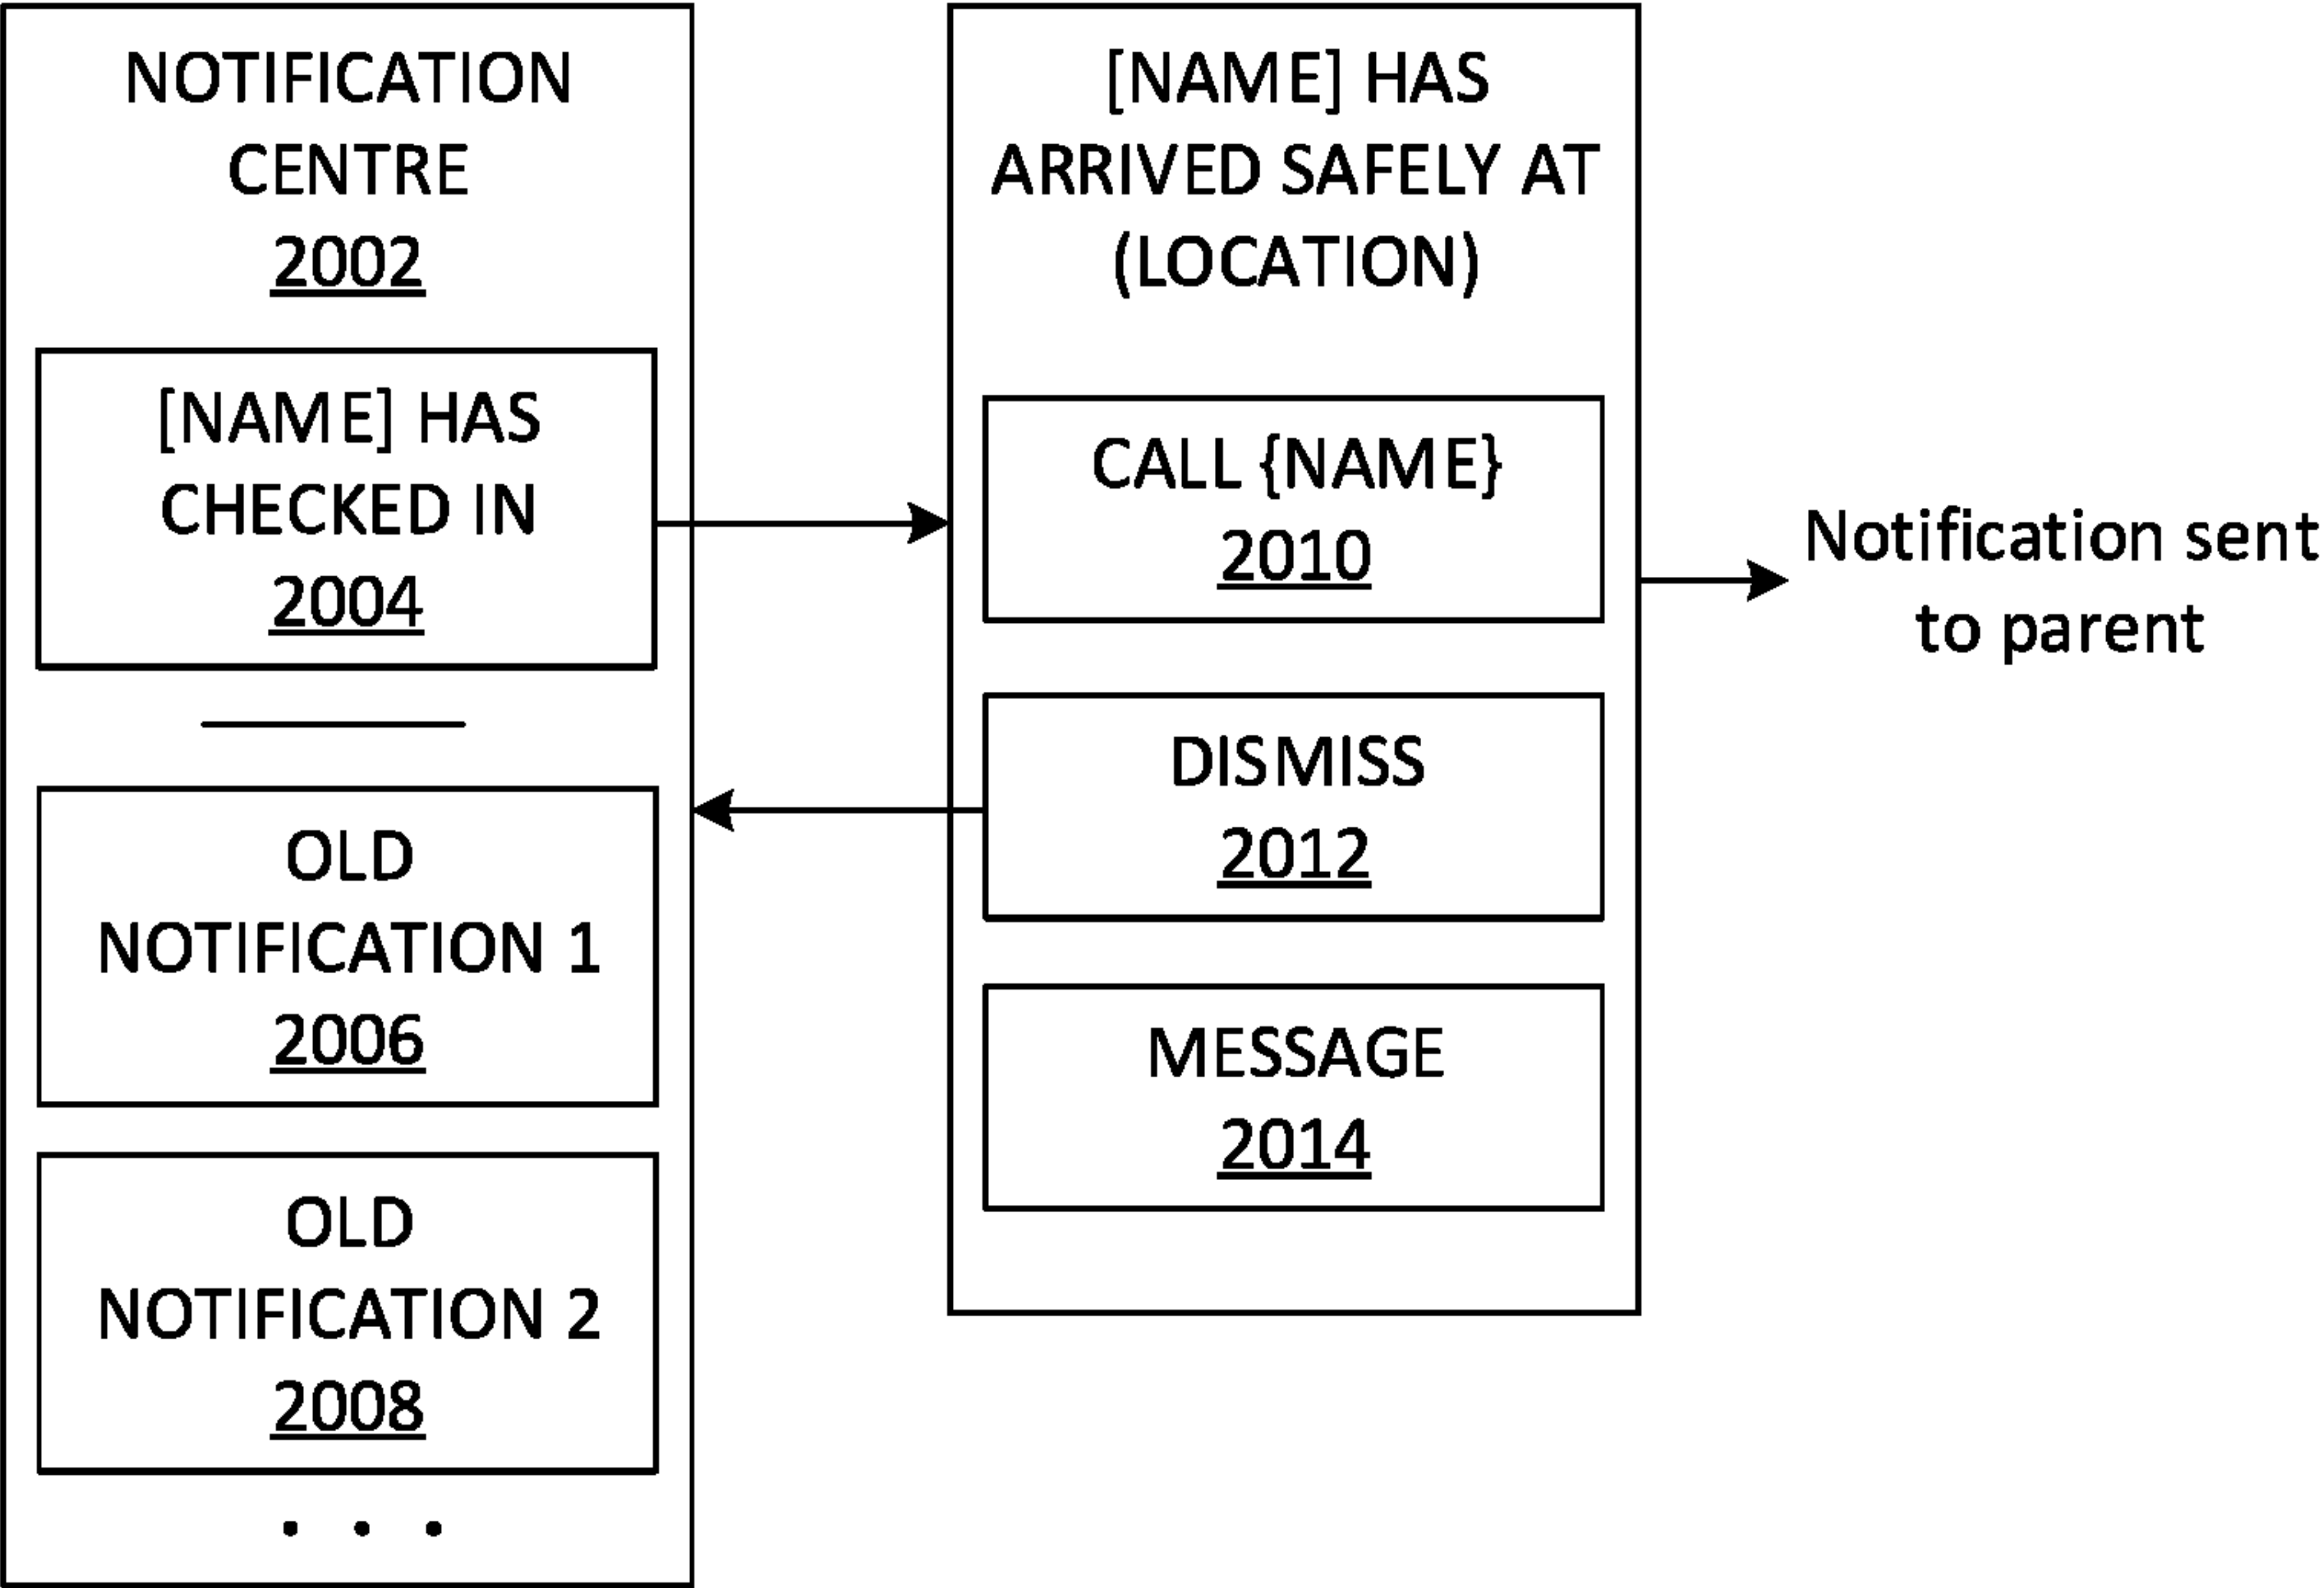 NOTIFICATION
CENTRE
2002
[NAME] HAS
CHECKED IN
2004
OLD
NOTIFICATION 1
2006
OLD
NOTIFICATION 2
2008
. . .
[NAME] HAS
ARRIVED SAFELY AT
(LOCATION)
CALL {NAME}
2010
DISMISS
2012
MESSAGE
2014
Notification sent
to parent